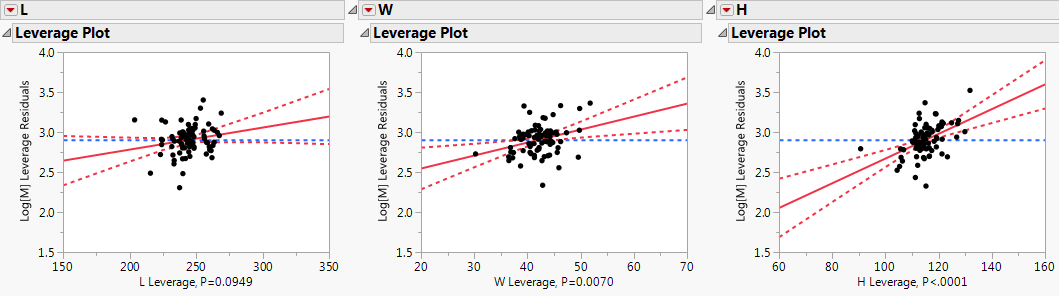 L
Leverage Plot
Log[M] Leverage Residuals
4.0
3.5
3.0
2.5
2.0
1.5
150 200 250 300 350
L Leverage, P=0.0949
W
Leverage Plot
Log[M] Leverage Residuals
4.0
3.5
3.0
2.5
2.0
1.5
20 30 40 50 60 70
W Leverage, P=0.0070
H
Leverage Plot
Log[M] Leverage Residuals
4.0
3.5
3.0
2.5
2.0
1.5
60 80 100 120 140 160
H Leverage, P<.0001